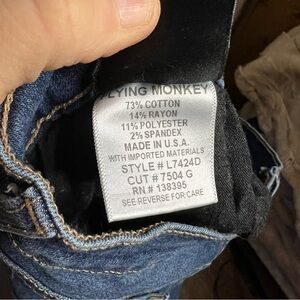 FLYING MONKEY
73% COTTON
14% RAYON
11% POLYESTER
2% SPANDEX
MADE IN U.S.A.
WITH IMPORTED MATERIALS
STYLE # L7424D
CUT # 7504 G
RN # 138395
SEE REVERSE FOR CARE